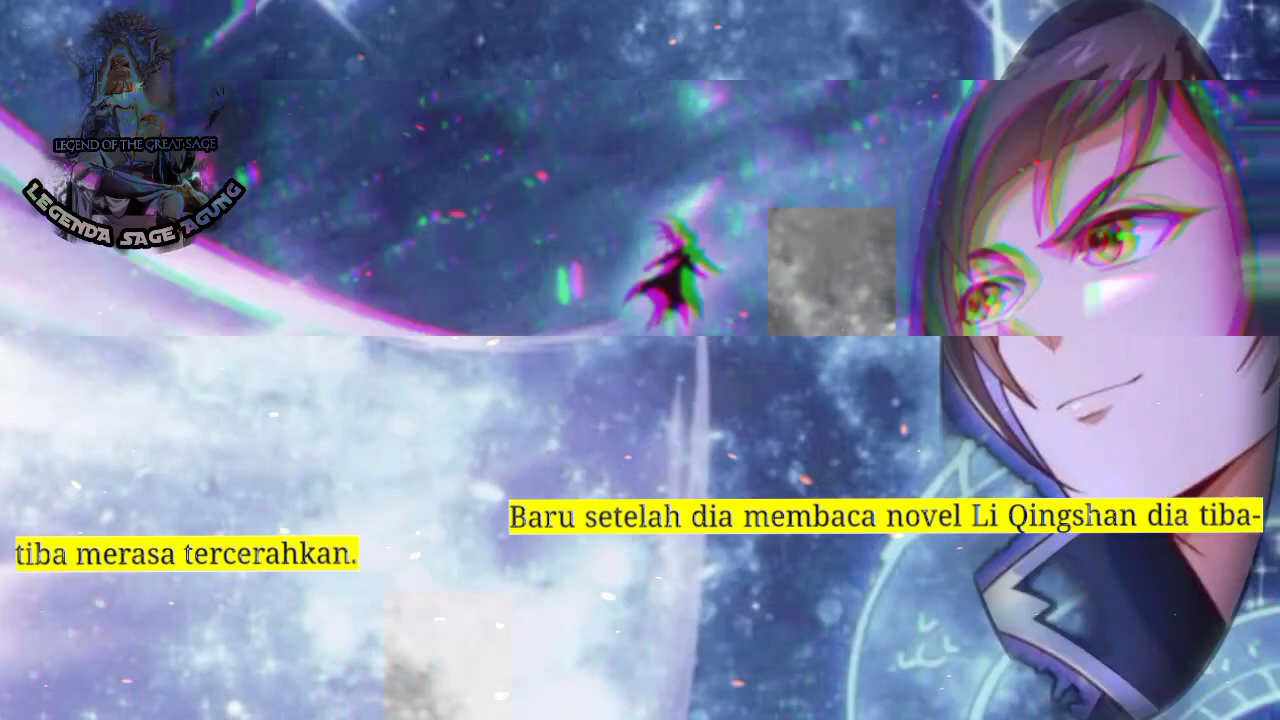 LEGEND OF THE GREAT SAGE
LEGENDA SAGE AGUNG
Baru setelah dia membaca novel Li Qingshan dia tiba-
tiba merasa tercerahkan.